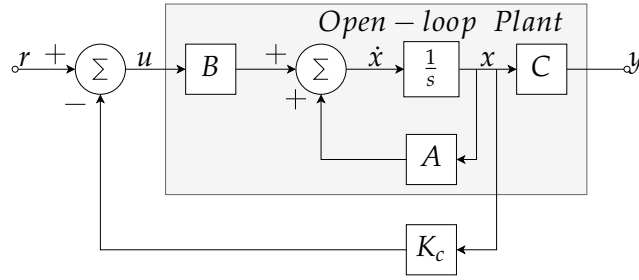 Open − loop Plant
r + Σ u B + Σ ẋ 1/s x C y
− +
A
K_c